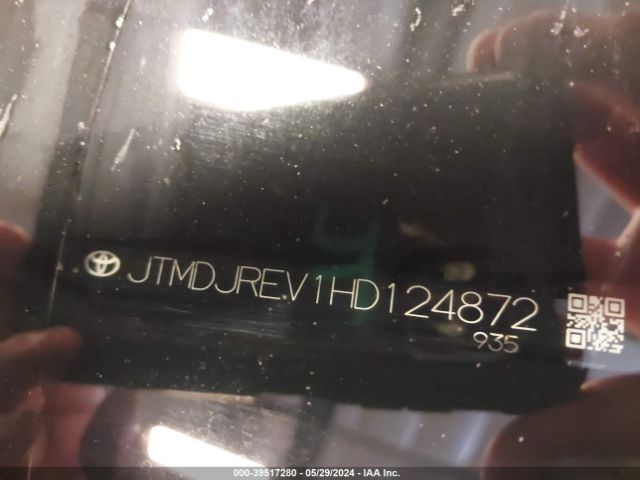 JTMDJREV1HD124872
935
000-39517280 - 05/29/2024 - IAA Inc.